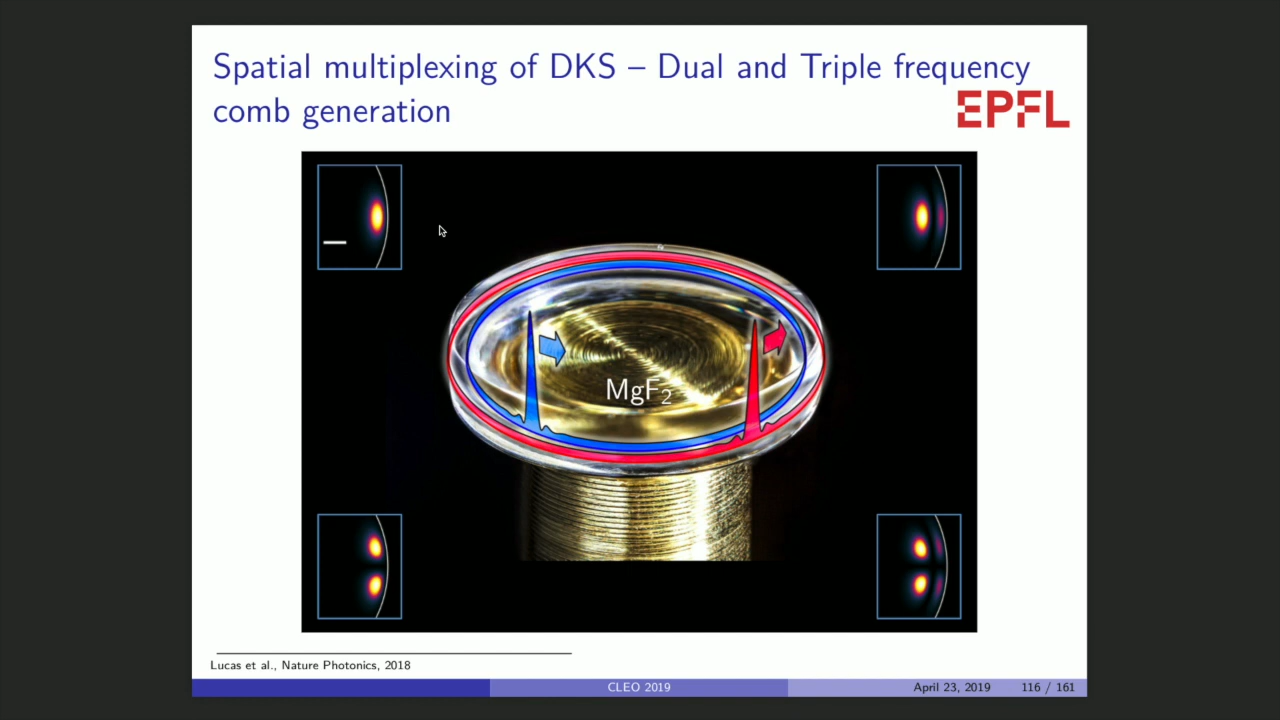 Spatial multiplexing of DKS – Dual and Triple frequency
comb generation
EPFL
MgF₂
Lucas et al., Nature Photonics, 2018
CLEO 2019
April 23, 2019
116 / 161